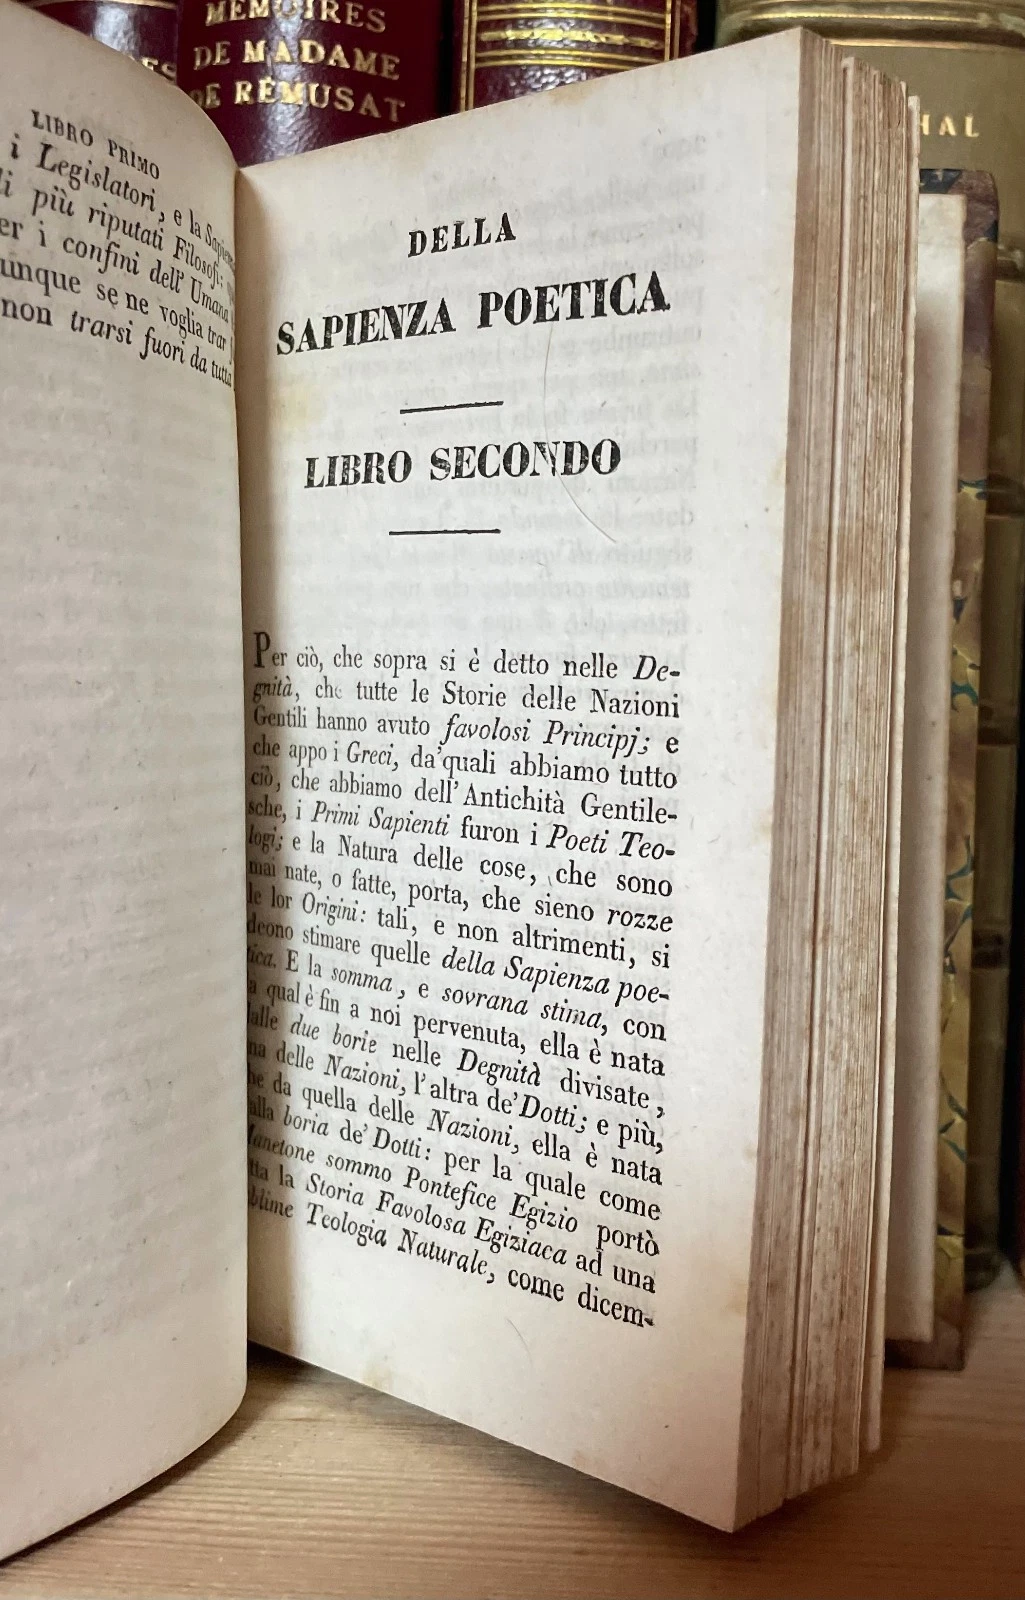 MÉMOIRES
DE MADAME
DE RÉMUSAT
HAL
LIBRO PRIMO
i Legislatori, e la
più riputati Filosofi:
i confini dell' Umana
se ne voglia trar
non trarsi fuori da tutta
DELLA
SAPIENZA POETICA
LIBRO SECONDO
Per ciò, che sopra si è detto nelle De-
gnità, che tutte le Storie delle Nazioni
Gentili hanno avuto favolosi Principj; e
che appo i Greci, da'quali abbiamo tutto
ciò, che abbiamo dell'Antichità Gentile-
sche, i Primi Sapienti furon i Poeti Teo-
logi; e la Natura delle cose, che sono
mai nate, o fatte, porta, che sieno rozze
le lor Origini: tali, e non altrimenti, si
deono stimare quelle della Sapienza poe-
tica. E la somma, e sovrana stima, con
la qual è fin a noi pervenuta, ella è nata
dalle due borie nelle Degnità divisate,
una delle Nazioni, l'altra de'Dotti; e più,
che da quella delle Nazioni, ella è nata
dalla boria de' Dotti: per la quale come
Manetone sommo Pontefice Egizio portò
tutta la Storia Favolosa Egiziaca ad una
sublime Teologia Naturale, come dicem-